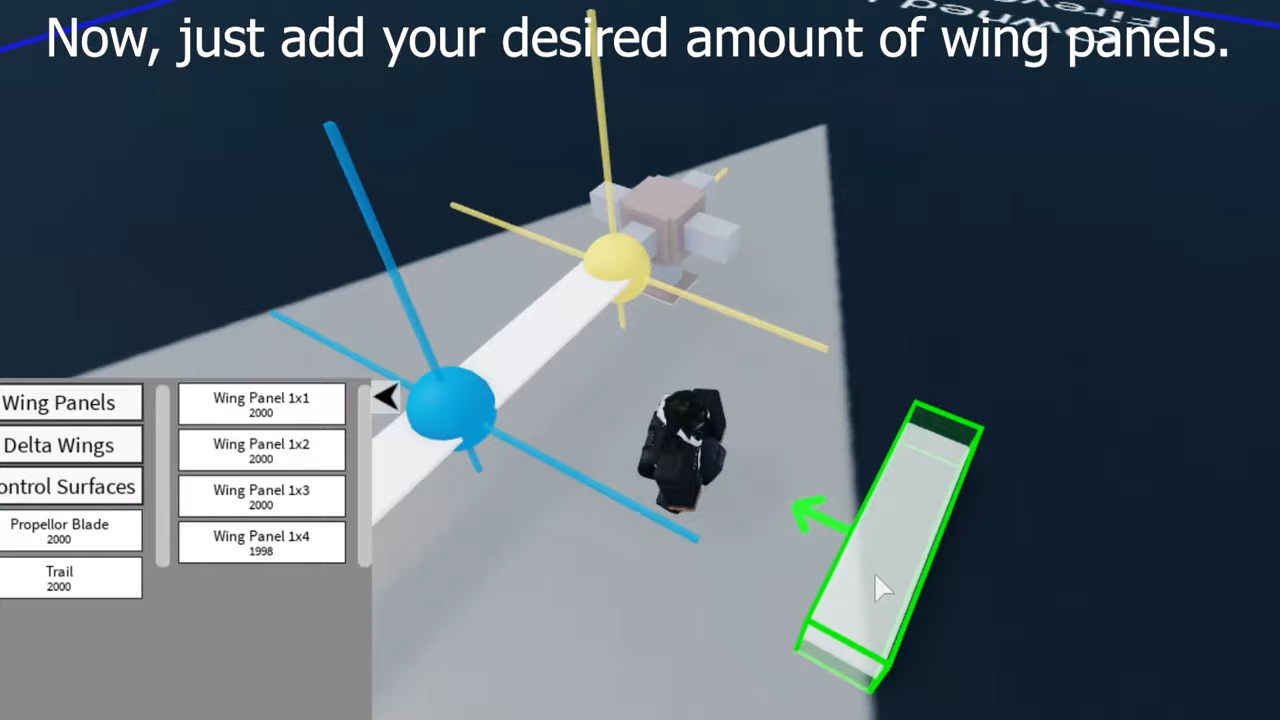 Now, just add your desired amount of wing panels.
Wing Panels
Delta Wings
ontrol Surfaces
Propellor Blade
2000
Trail
2000
Wing Panel 1x1
2000
Wing Panel 1x2
2000
Wing Panel 1x3
2000
Wing Panel 1x4
1998